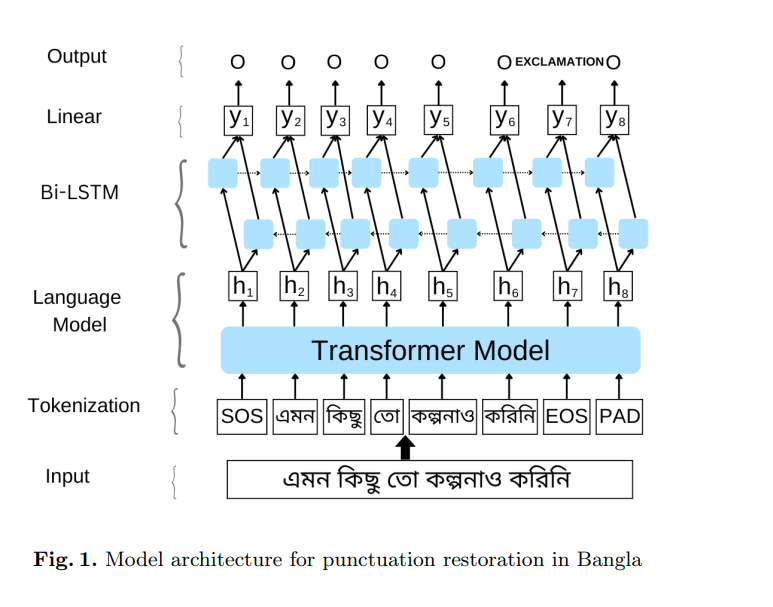 Output O O O O O O EXCLAMATION O
Linear y1 y2 y3 y4 y5 y6 y7 y8
Bi-LSTM
Language
Model
h1 h2 h3 h4 h5 h6 h7 h8
Transformer Model
Tokenization SOS এমন কিছু তো কল্পনাও করিনি EOS PAD
Input এমন কিছু তো কল্পনাও করিনি
Fig. 1. Model architecture for punctuation restoration in Bangla